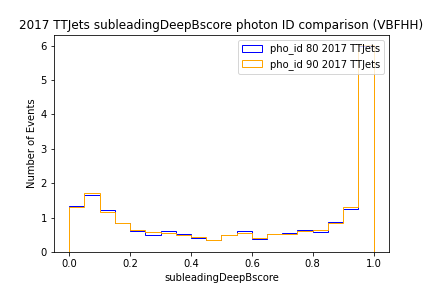 2017 TTJets subleadingDeepBscore photon ID comparison (VBFHH)
pho_id 80 2017 TTJets
pho_id 90 2017 TTJets
Number of Events
6
5
4
3
2
1
0
0.0 0.2 0.4 0.6 0.8 1.0
subleadingDeepBscore